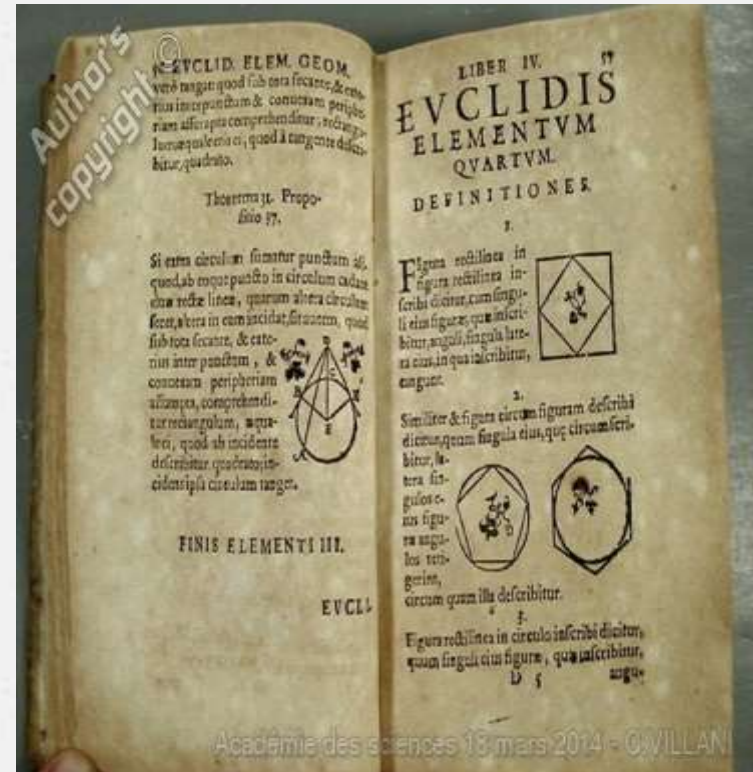 Author's
copyright ©
56 EVCLID. ELEM. GEOM.
verò tangat: quod sub tota secante, & exte-
rius inter punctum & conuexam periphe-
riam assumpta comprehenditur, rectangu-
lum æquale erit ei, quod à tangente descri-
bitur, quadrato.
Theorema 31. Propo-
sitio 37.
Si extra circulum sumatur punctum ali-
quod, ab eoque puncto in circulum cadant
duæ rectæ lineæ, quarum altera circulum
secet, altera in eum incidat, sit autem, quod
sub tota secante, & exte-
rius inter punctum, &
conuexam peripheriam
assumpta, comprehendi-
tur rectangulum, æqua-
le ei, quod ab incidente
describitur quadrato; in-
cidens ipsa circulum tanget.
FINIS ELEMENTI III.
EVCLI
LIBER IV. 57
EVCLIDIS
ELEMENTVM
QVARTVM.
DEFINITIONES.
1.
Figura rectilinea in
figura rectilinea in-
scribi dicitur, cum singu-
li eius figuræ, quæ inscri-
bitur, anguli, singula late-
ra eius, in qua inscribitur,
tangunt.
2.
Similiter & figura circum figuram describi
dicitur, quum singula eius, quę circumscri-
bitur, la-
tera sin-
gulos e-
ius figu-
ræ angu-
los teti-
gerint,
circum quam illa describitur.
3.
Figura rectilinea in circulo inscribi dicitur,
quum singuli eius figuræ, quæ inscribitur,
D 5 angu-
Académie des sciences 18 mars 2014 - C.VILLANI